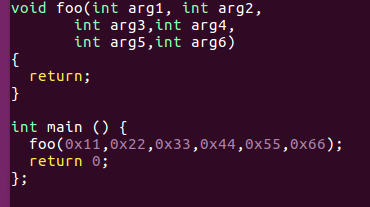 void foo(int arg1, int arg2,
        int arg3,int arg4,
        int arg5,int arg6)
{
  return;
}

int main () {
  foo(0x11,0x22,0x33,0x44,0x55,0x66);
  return 0;
};